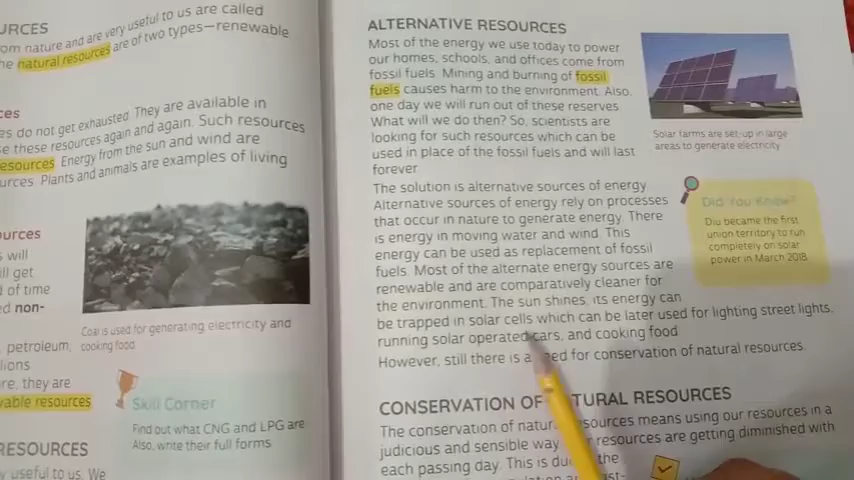 URCES
om nature and are very useful to us are called
he natural resources are of two types—renewable
ces
es do not get exhausted. They are available in
se these resources again and again. Such resources
esources Energy from the sun and wind are
urces. Plants and animals are examples of living
ources
s will
ill get
d of time
ed non-
Coal is used for generating electricity and
cooking food
, petroleum,
lions
re, they are
vable resources
Skill Corner
Find out what CNG and LPG are
Also, write their full forms
RESOURCES
y useful to us. We
ALTERNATIVE RESOURCES
Most of the energy we use today to power
our homes, schools, and offices come from
fossil fuels. Mining and burning of fossil
fuels causes harm to the environment. Also,
one day we will run out of these reserves.
What will we do then? So, scientists are
looking for such resources which can be
used in place of the fossil fuels and will last
forever
Solar farms are set-up in large
areas to generate electricity
The solution is alternative sources of energy
Alternative sources of energy rely on processes
that occur in nature to generate energy. There
is energy in moving water and wind. This
energy can be used as replacement of fossil
fuels. Most of the alternate energy sources are
renewable and are comparatively cleaner for
the environment. The sun shines, its energy can
be trapped in solar cells which can be later used for lighting street lights,
running solar operated cars, and cooking food
However, still there is a need for conservation of natural resources.
Did You Know?
Diu became the first
union territory to run
completely on solar
power in March 2018
CONSERVATION OF NATURAL RESOURCES
The conservation of natural resources means using our resources in a
judicious and sensible way resources are getting diminished with
each passing day. This is due the